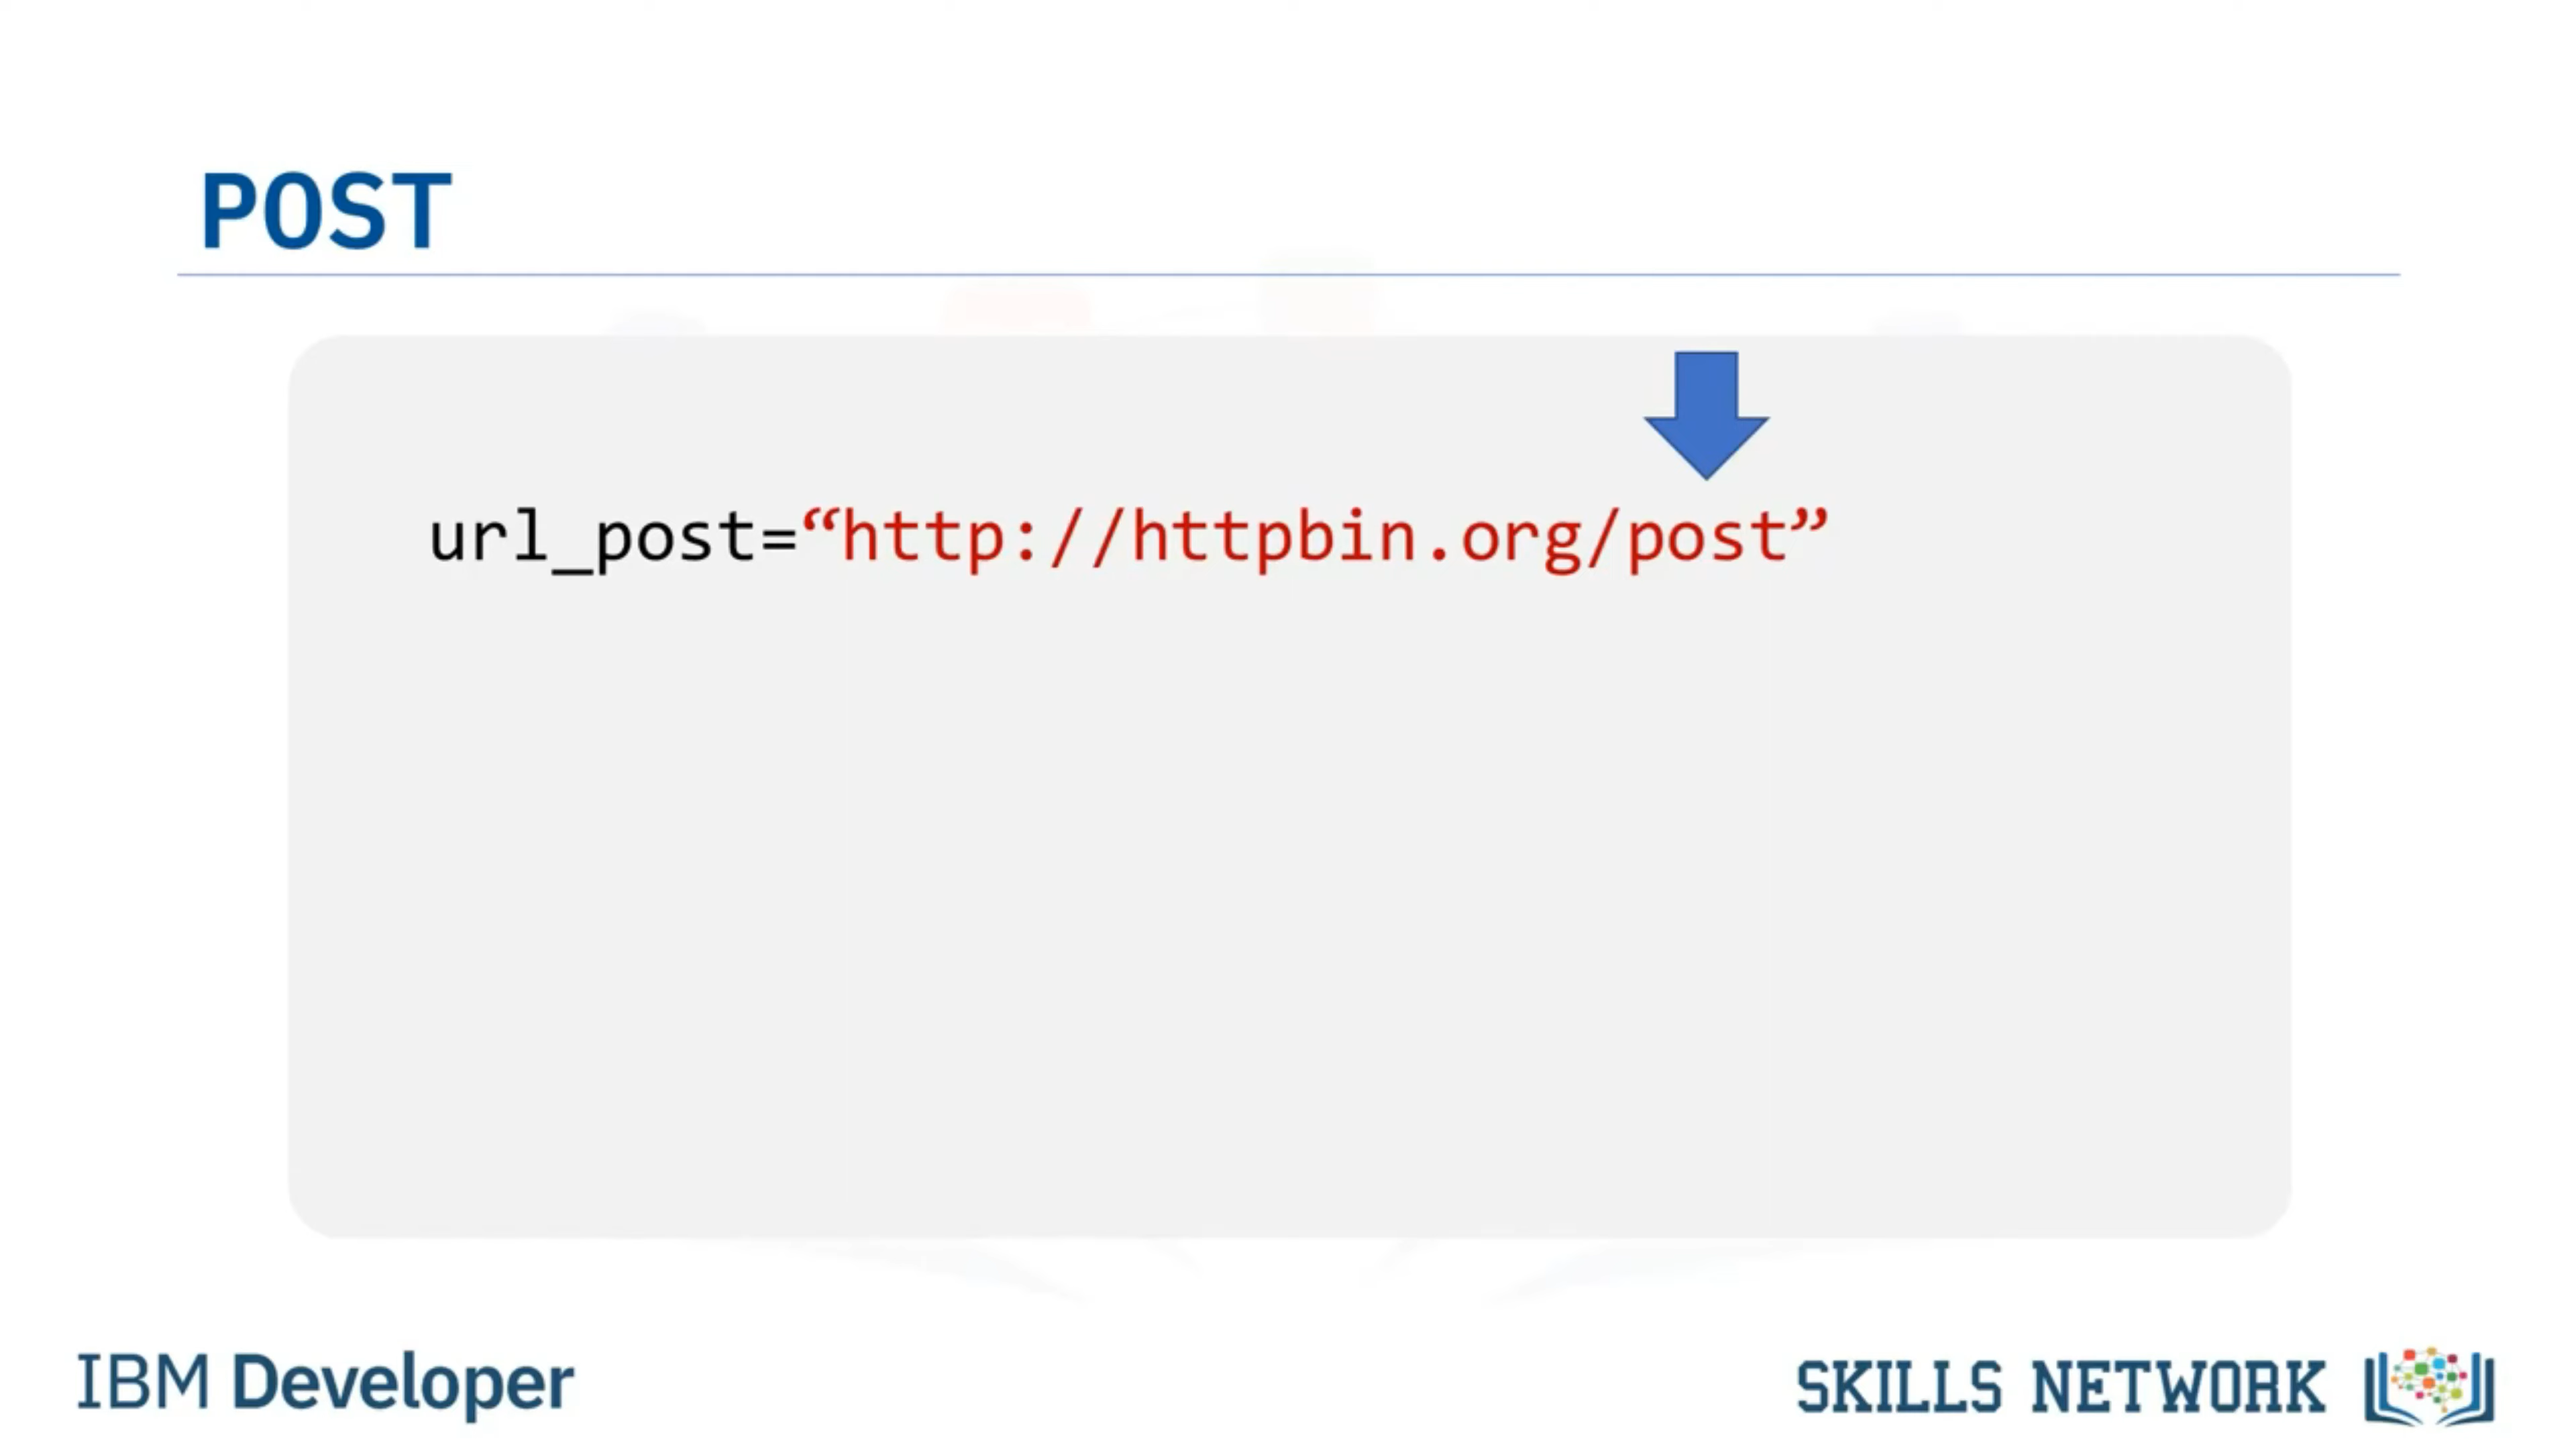 POST
url_post=“http://httpbin.org/post”
IBM Developer
SKILLS NETWORK